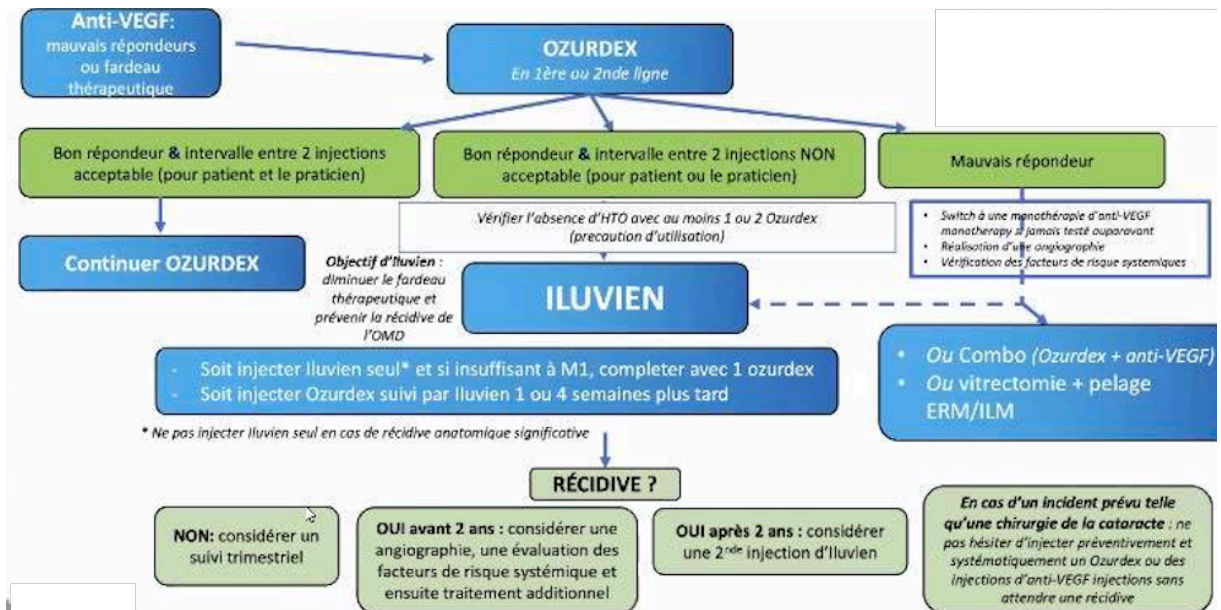 Anti-VEGF:
mauvais répondeurs
ou fardeau
thérapeutique
OZURDEX
En 1ère ou 2nde ligne
Bon répondeur & intervalle entre 2 injections
acceptable (pour patient et le praticien)
Bon répondeur & intervalle entre 2 injections NON
acceptable (pour patient ou le praticien)
Mauvais répondeur
Vérifier l'absence d'HTO avec au moins 1 ou 2 Ozurdex
(precaution d'utilisation)
• Switch à une monothérapie d'anti-VEGF
monotherapy si jamais testé auparavant
• Réalisation d'une angiographie
• Vérification des facteurs de risque systemiques
Continuer OZURDEX
Objectif d'Iluvien :
diminuer le fardeau
thérapeutique et
prévenir la récidive de
l'OMD
ILUVIEN
- Soit injecter Iluvien seul* et si insuffisant à M1, completer avec 1 ozurdex
- Soit injecter Ozurdex suivi par Iluvien 1 ou 4 semaines plus tard
• Ou Combo (Ozurdex + anti-VEGF)
• Ou vitrectomie + pelage
ERM/ILM
* Ne pas injecter Iluvien seul en cas de récidive anatomique significative
RÉCIDIVE ?
NON: considérer un
suivi trimestriel
OUI avant 2 ans : considérer une
angiographie, une évaluation des
facteurs de risque systémique et
ensuite traitement additionnel
OUI après 2 ans : considérer
une 2nde injection d'Iluvien
En cas d'un incident prévu telle
qu'une chirurgie de la cataracte : ne
pas hésiter d'injecter préventivement et
systématiquement un Ozurdex ou des
injections d'anti-VEGF injections sans
attendre une récidive